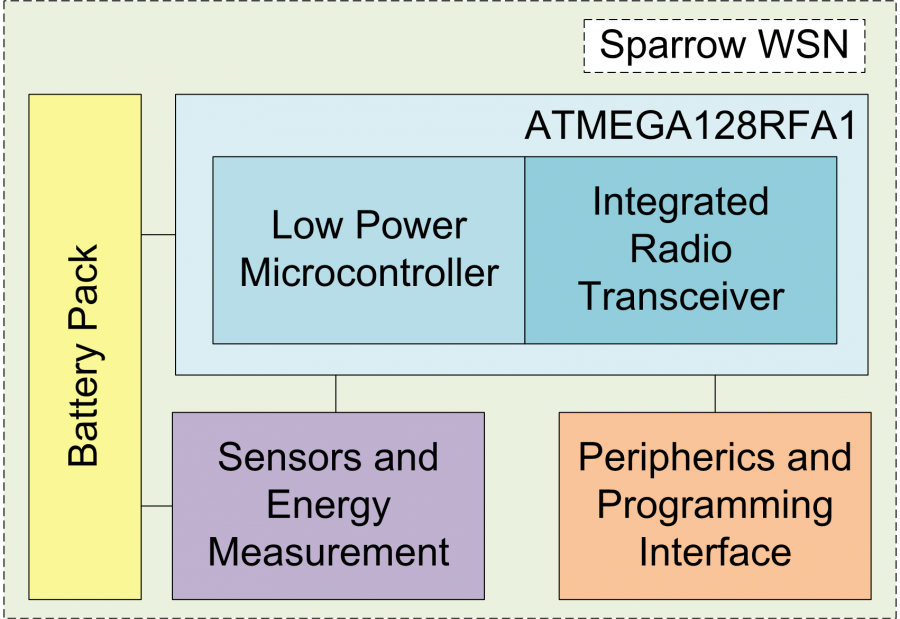 Sparrow WSN
ATMEGA128RFA1
Low Power
Microcontroller
Integrated
Radio
Transceiver
Battery Pack
Sensors and
Energy
Measurement
Peripherics and
Programming
Interface